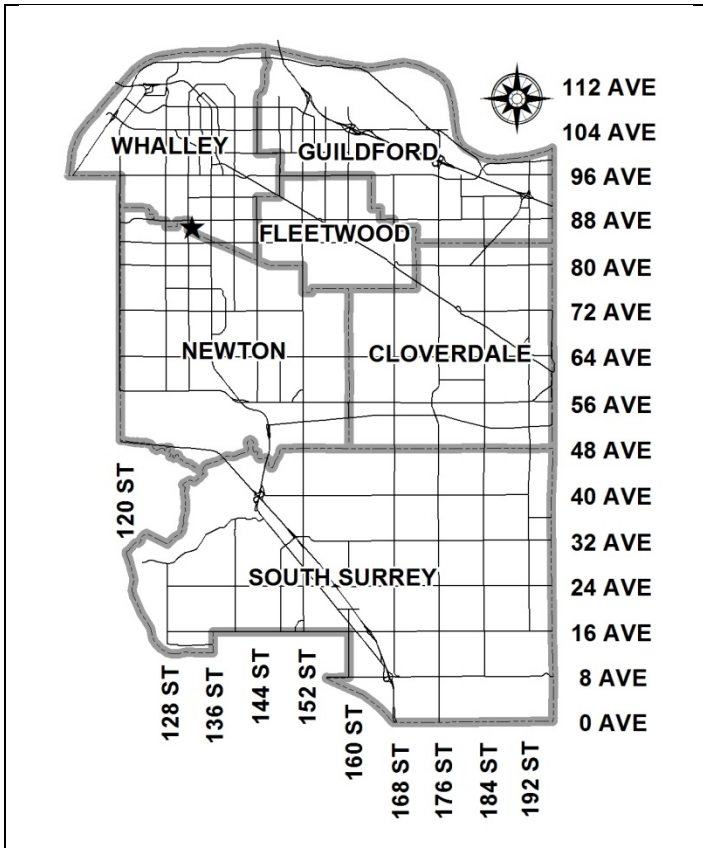 112 AVE
104 AVE
WHALLEY
GUILDFORD
96 AVE
88 AVE
FLEETWOOD
80 AVE
72 AVE
NEWTON
CLOVERDALE
64 AVE
56 AVE
48 AVE
120 ST
40 AVE
32 AVE
SOUTH SURREY
24 AVE
16 AVE
128 ST
136 ST
144 ST
152 ST
160 ST
8 AVE
0 AVE
168 ST
176 ST
184 ST
192 ST